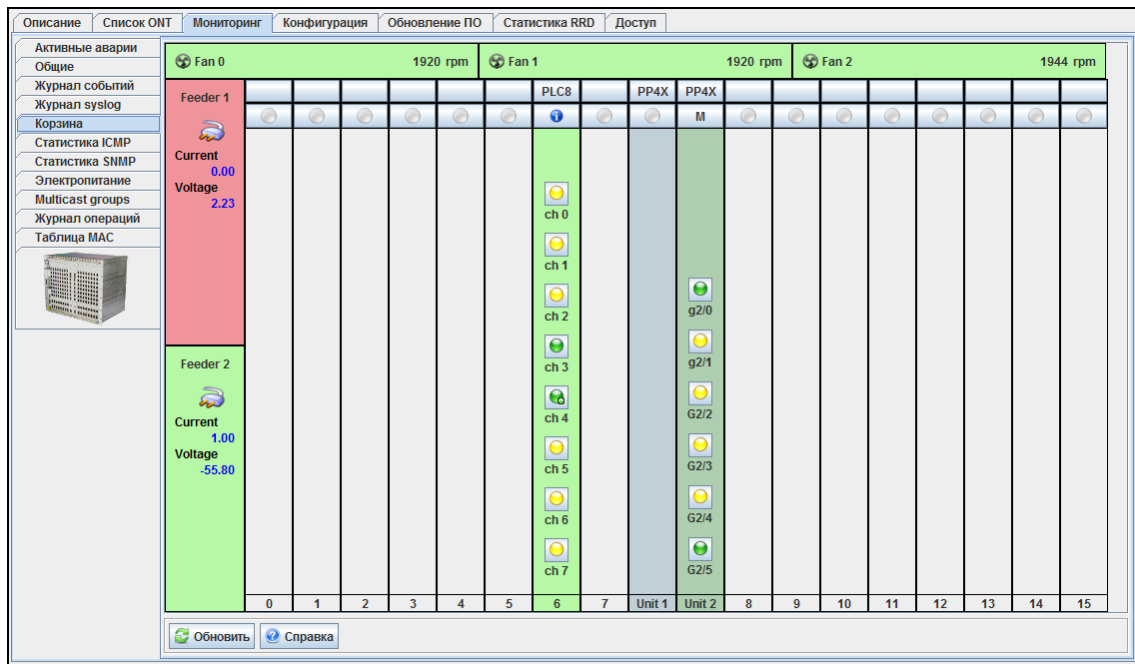 Описание Список ONT Мониторинг Конфигурация Обновление ПО Статистика RRD Доступ
Активные аварии
Общие
Журнал событий
Журнал syslog
Корзина
Статистика ICMP
Статистика SNMP
Электропитание
Multicast groups
Журнал операций
Таблица MAC
Fan 0 1920 rpm Fan 1 1920 rpm Fan 2 1944 rpm
Feeder 1
Current
0.00
Voltage
2.23
Feeder 2
Current
1.00
Voltage
-55.80
PLC8 PP4X PP4X
M
ch 0
ch 1
ch 2
ch 3
ch 4
ch 5
ch 6
ch 7
g2/0
g2/1
G2/2
G2/3
G2/4
G2/5
0 1 2 3 4 5 6 7 Unit 1 Unit 2 8 9 10 11 12 13 14 15
Обновить Справка